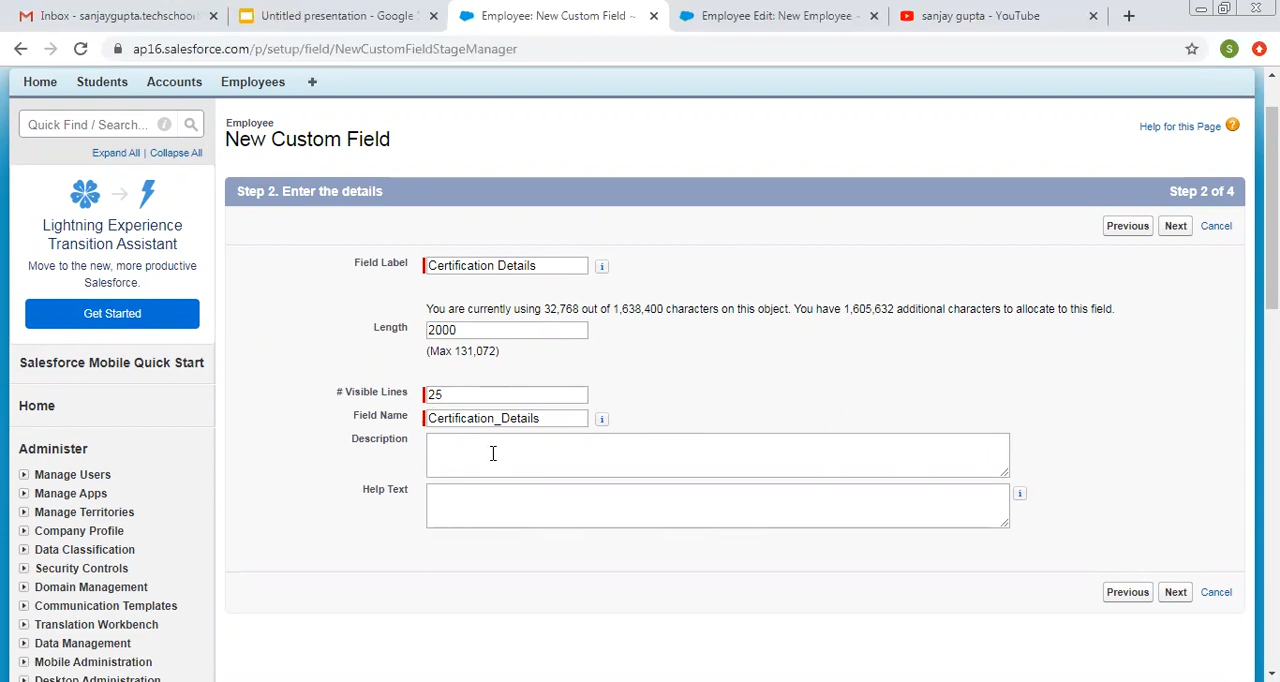 Inbox - sanjaygupta.techschool
Untitled presentation - Google
Employee: New Custom Field ~
Employee Edit: New Employee -
sanjay gupta - YouTube
ap16.salesforce.com/p/setup/field/NewCustomFieldStageManager
S
Home
Students
Accounts
Employees
Quick Find / Search...
Expand All | Collapse All
Lightning Experience
Transition Assistant
Move to the new, more productive
Salesforce.
Get Started
Salesforce Mobile Quick Start
Home
Administer
Manage Users
Manage Apps
Manage Territories
Company Profile
Data Classification
Security Controls
Domain Management
Communication Templates
Translation Workbench
Data Management
Mobile Administration
Desktop Administration
Employee
New Custom Field
Help for this Page ?
Step 2. Enter the details
Step 2 of 4
Previous
Next
Cancel
Field Label
Certification Details
You are currently using 32,768 out of 1,638,400 characters on this object. You have 1,605,632 additional characters to allocate to this field.
Length
2000
(Max 131,072)
# Visible Lines
25
Field Name
Certification_Details
Description
Help Text
Previous
Next
Cancel